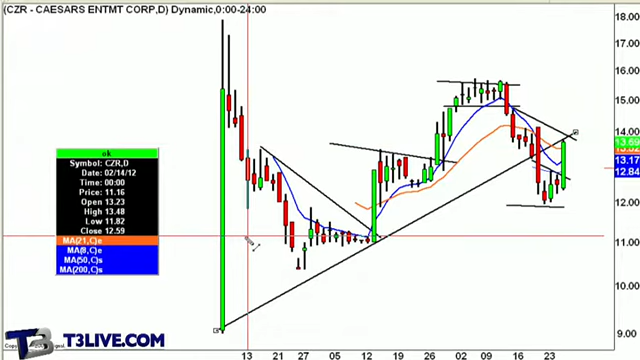 (CZR - CAESARS ENTMT CORP,D) Dynamic,0:00-24:00
18.00
17.00
16.00
15.00
14.00
13.69
13.17
12.84
12.00
11.00
10.00
9.00
ok
Symbol: CZR,D
Date: 02/14/12
Time: 00:00
Price: 11.16
Open 13.23
High 13.48
Low 11.82
Close 12.59
MA(21,C)e
MA(8,C)e
MA(50,C)s
MA(200,C)s
13 21 27 05 12 19 26 02 09 16 23
T3 T3LIVE.COM